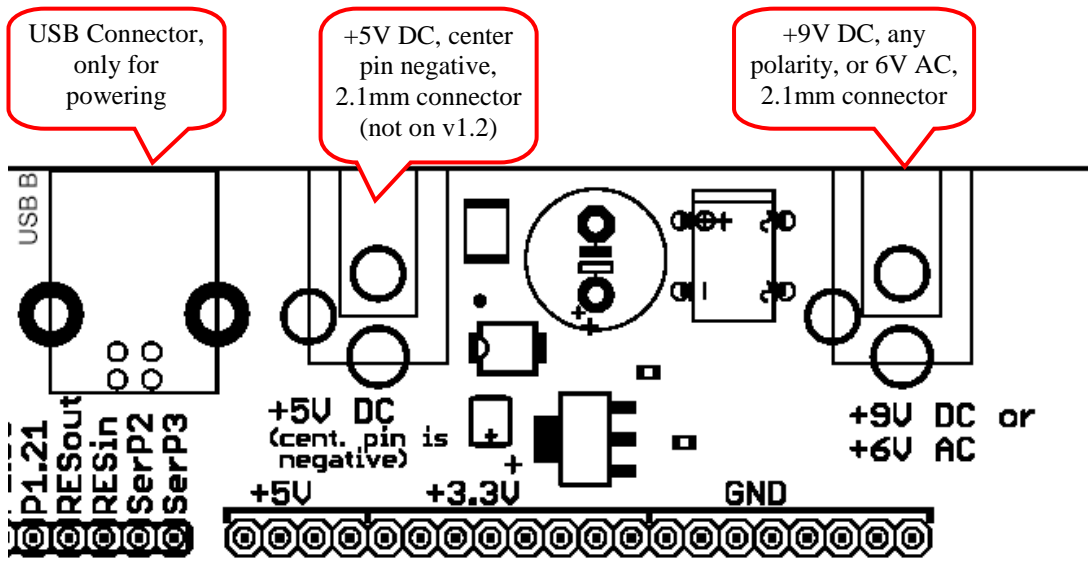 USB Connector,
only for
powering
+5V DC, center
pin negative,
2.1mm connector
(not on v1.2)
+9V DC, any
polarity, or 6V AC,
2.1mm connector
USB B
P1.21
RESout
RESin
SerP2
SerP3
+5V DC
(cent. pin is
negative)
+9V DC or
+6V AC
+5V
+3.3V
GND